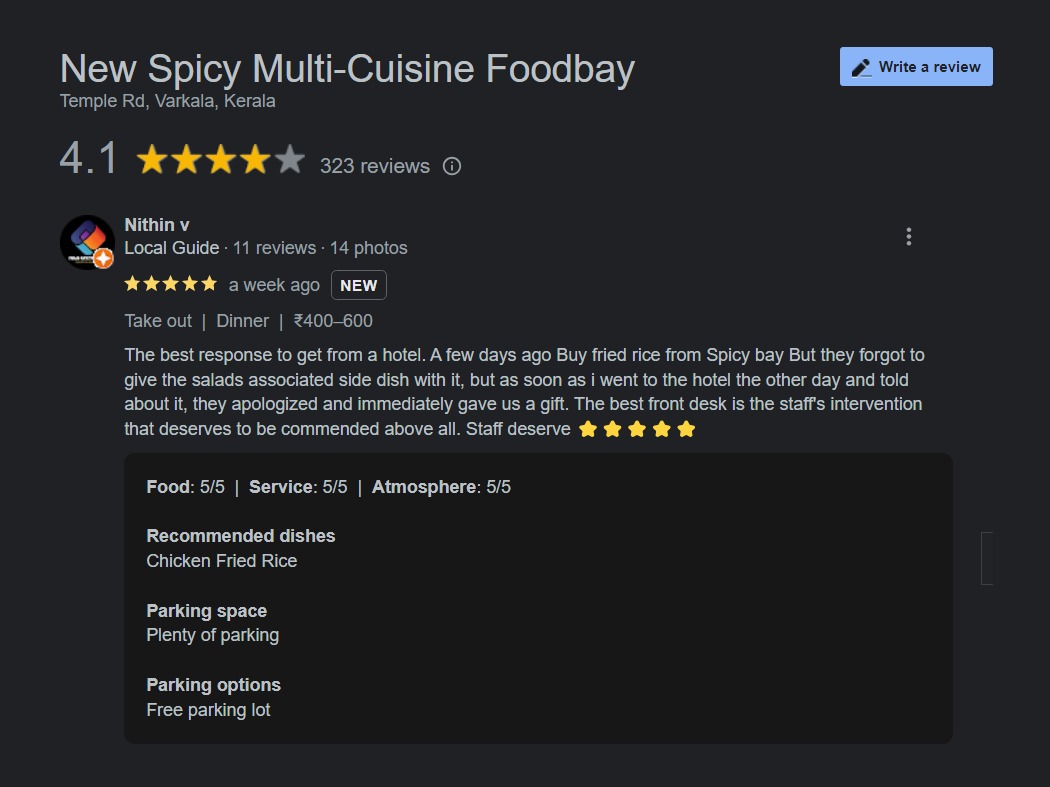 New Spicy Multi-Cuisine Foodbay
Write a review
Temple Rd, Varkala, Kerala
4.1
323 reviews
Nithin v
Local Guide · 11 reviews · 14 photos
a week ago NEW
Take out | Dinner | ₹400–600
The best response to get from a hotel. A few days ago Buy fried rice from Spicy bay But they forgot to
give the salads associated side dish with it, but as soon as i went to the hotel the other day and told
about it, they apologized and immediately gave us a gift. The best front desk is the staff's intervention
that deserves to be commended above all. Staff deserve ⭐⭐⭐⭐⭐
Food: 5/5 | Service: 5/5 | Atmosphere: 5/5
Recommended dishes
Chicken Fried Rice
Parking space
Plenty of parking
Parking options
Free parking lot